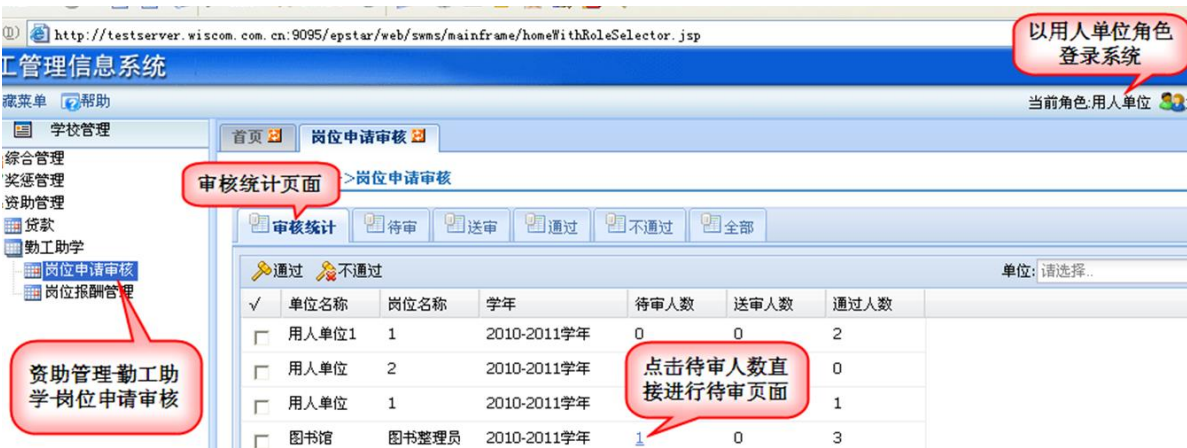 http://testserver.wiscom.com.cn:9095/epstar/web/swms/mainframe/homeWithRoleSelector.jsp
以用人单位角色
登录系统
工管理信息系统
藏菜单 帮助
当前角色:用人单位
学校管理
首页 岗位申请审核
综合管理
奖惩管理
资助管理
贷款
勤工助学
岗位申请审核
岗位报酬管理
审核统计页面
>岗位申请审核
审核统计 待审 送审 通过 不通过 全部
通过 不通过
单位: 请选择..
√ 单位名称 岗位名称 学年 待审人数 送审人数 通过人数
用人单位1 1 2010-2011学年 0 0 2
用人单位 2 2010-2011学年 0
用人单位 1 2010-2011学年 1
图书馆 图书整理员 2010-2011学年 1 0 3
点击待审人数直
接进行待审页面
资助管理-勤工助
学-岗位申请审核